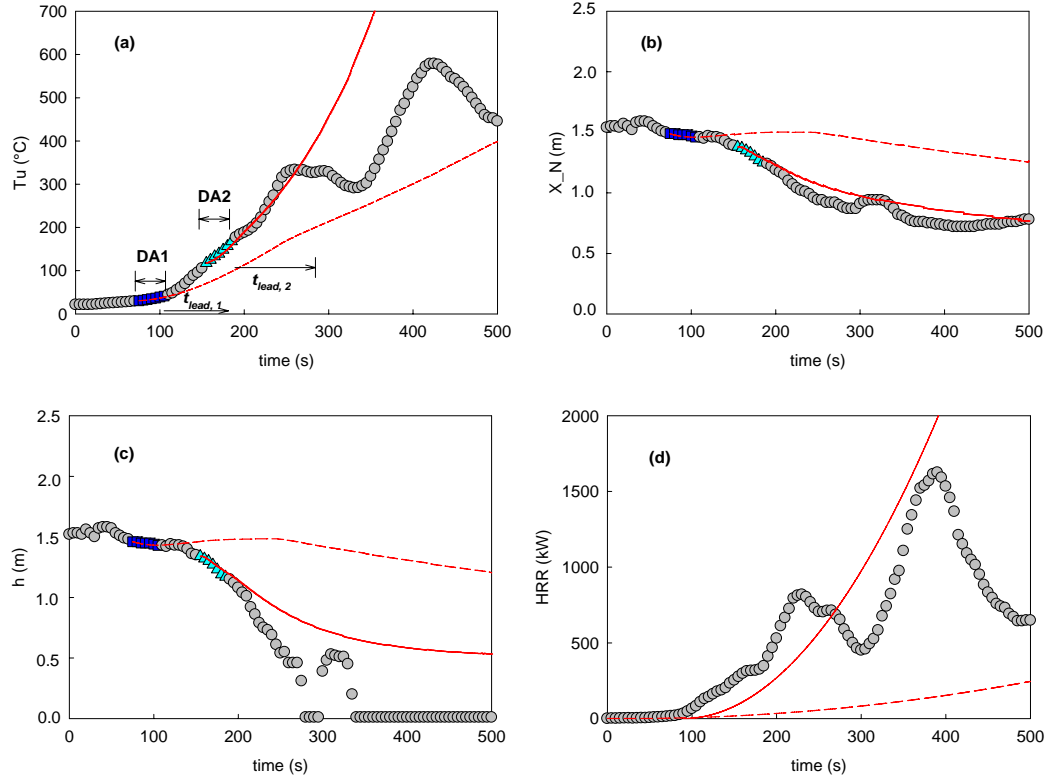 (a)
Tu (°C)
700
600
500
400
300
200
100
0
DA2
DA1
t_lead, 2
t_lead, 1
0 100 200 300 400 500
time (s)
(b)
X_N (m)
2.5
2.0
1.5
1.0
0.5
0.0
0 100 200 300 400 500
time (s)
(c)
h (m)
2.5
2.0
1.5
1.0
0.5
0.0
0 100 200 300 400 500
time (s)
(d)
HRR (kW)
2000
1500
1000
500
0
0 100 200 300 400 500
time (s)